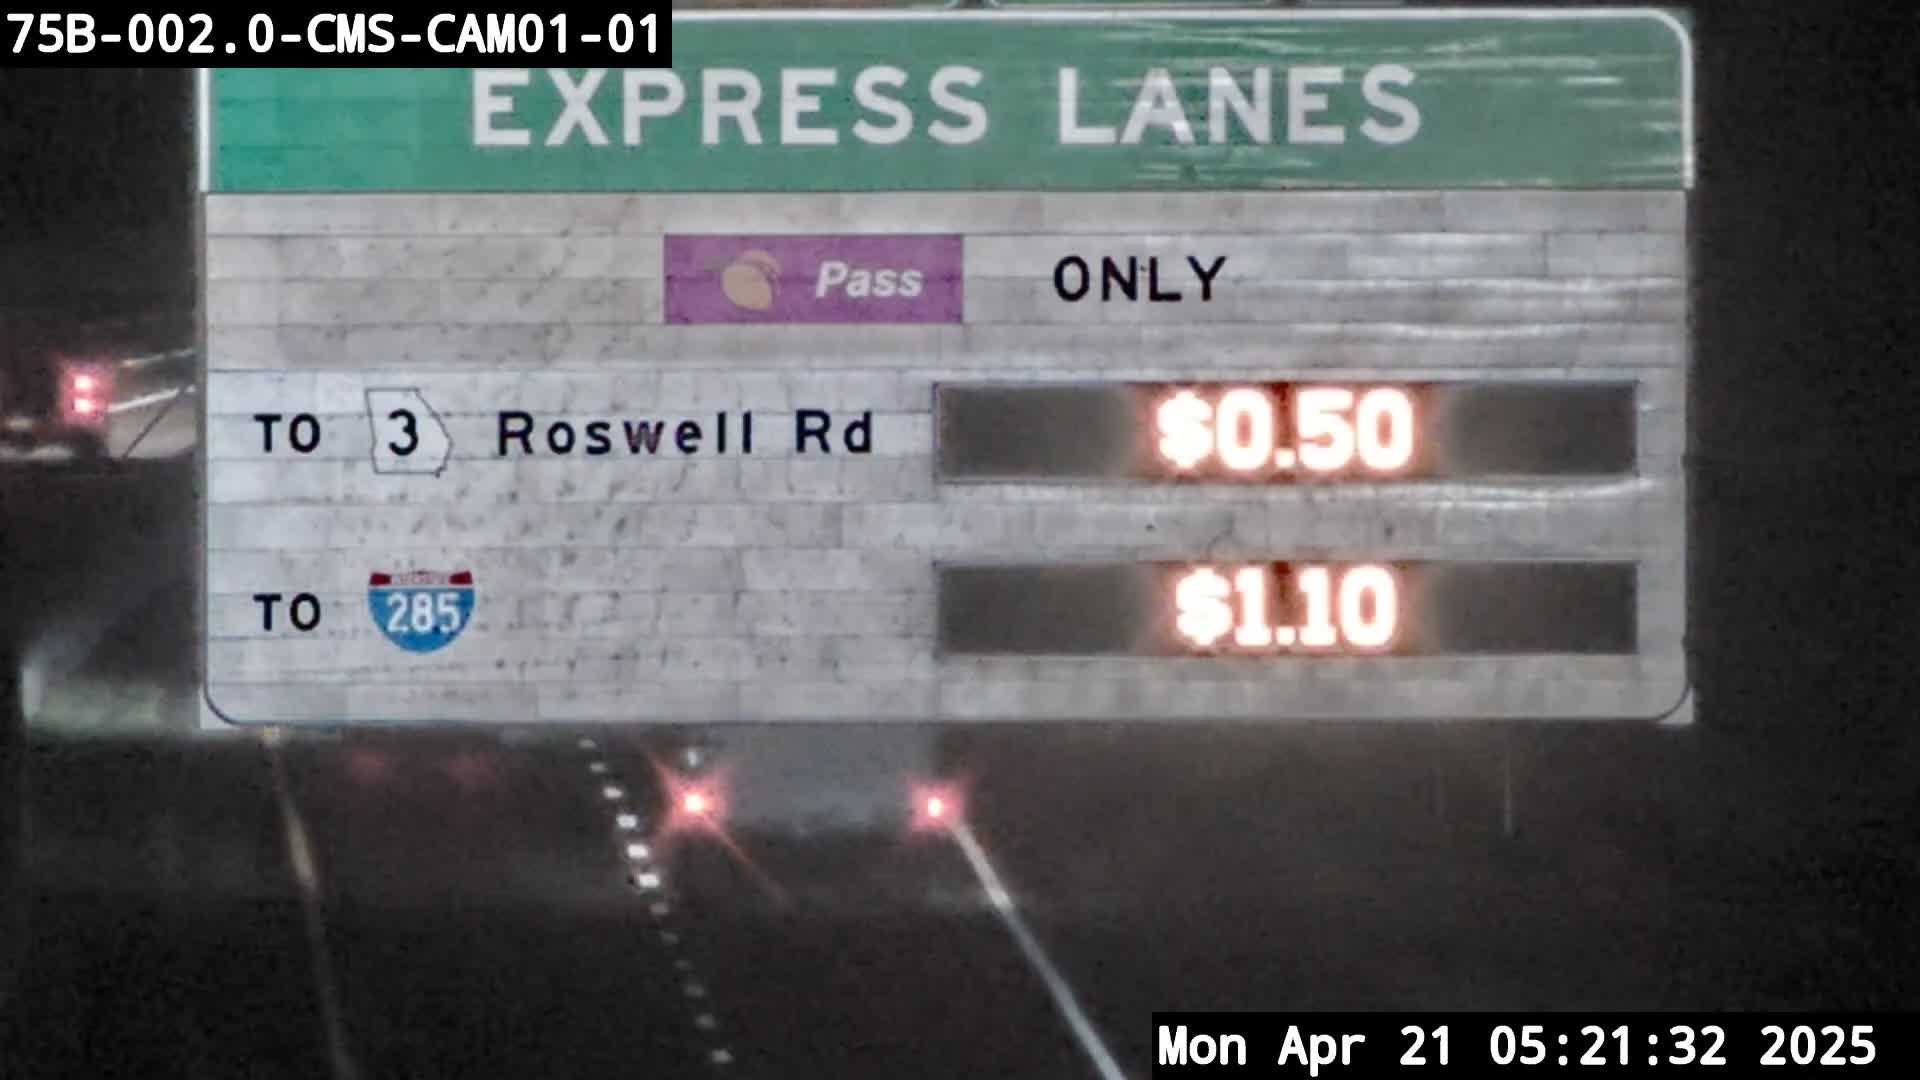 75B-002.0-CMS-CAM01-01
EXPRESS LANES
Pass ONLY
TO 3 Roswell Rd $0.50
TO 285 $1.10
Mon Apr 21 05:21:32 2025